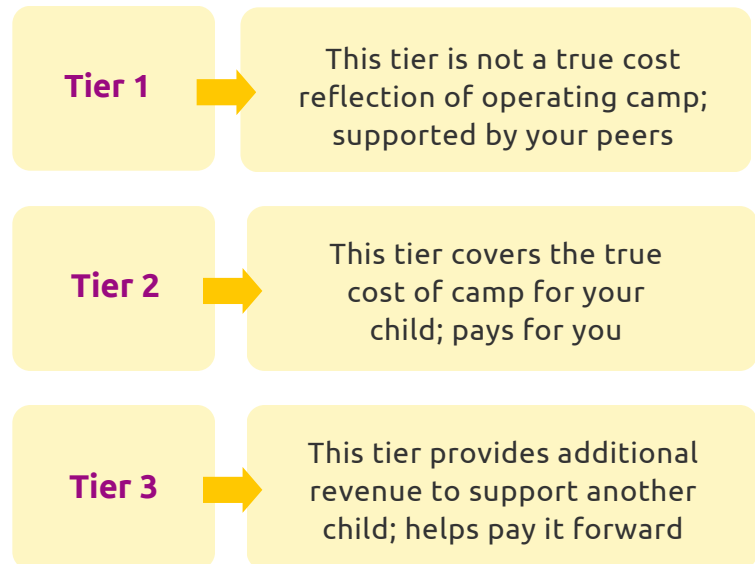 Tier 1
This tier is not a true cost
reflection of operating camp;
supported by your peers
Tier 2
This tier covers the true
cost of camp for your
child; pays for you
Tier 3
This tier provides additional
revenue to support another
child; helps pay it forward